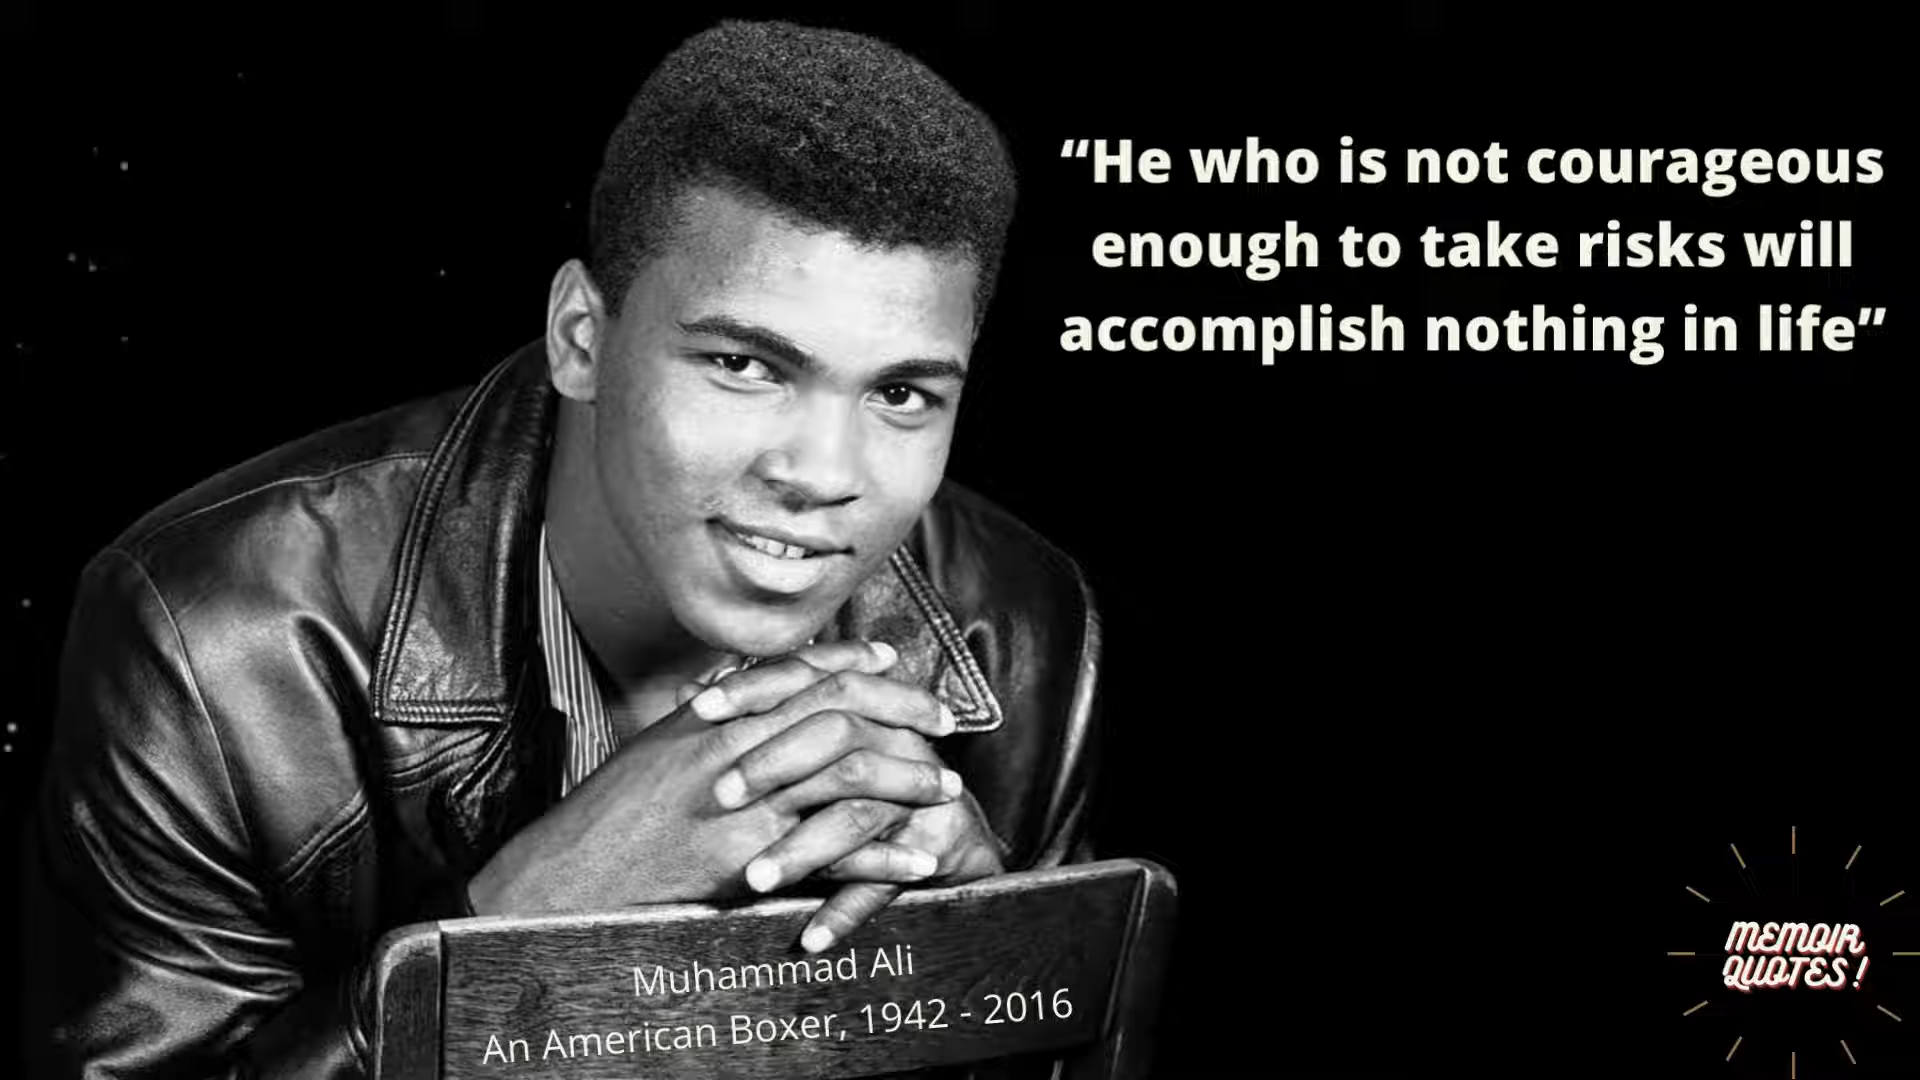 “He who is not courageous
enough to take risks will
accomplish nothing in life”
Muhammad Ali
An American Boxer, 1942 - 2016
MEMOIR
QUOTES!